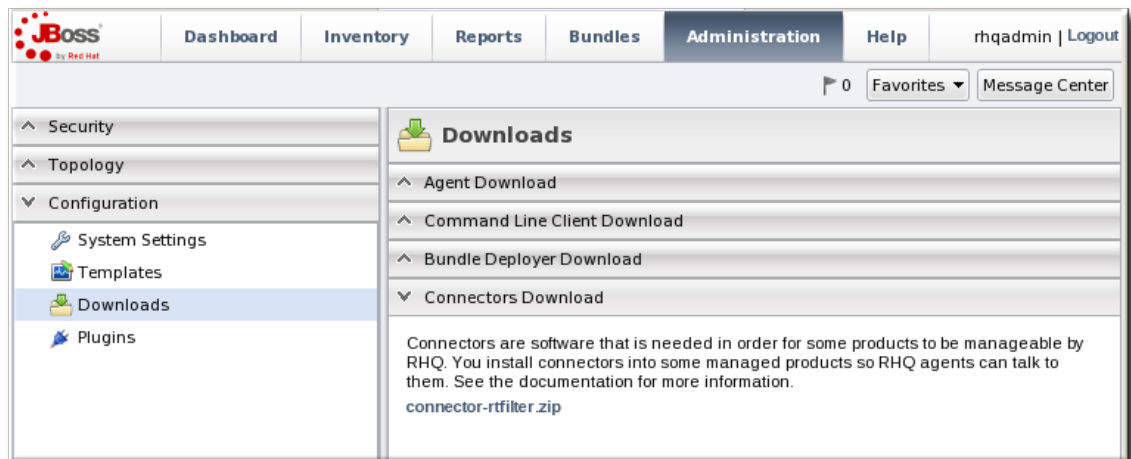 JBoss
by Red Hat
Dashboard
Inventory
Reports
Bundles
Administration
Help
rhqadmin | Logout
0
Favorites
Message Center
Security
Topology
Configuration
System Settings
Templates
Downloads
Plugins
Downloads
Agent Download
Command Line Client Download
Bundle Deployer Download
Connectors Download
Connectors are software that is needed in order for some products to be manageable by
RHQ. You install connectors into some managed products so RHQ agents can talk to
them. See the documentation for more information.
connector-rtfilter.zip